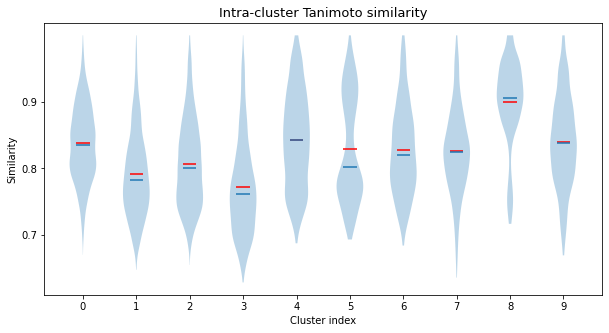 Intra-cluster Tanimoto similarity
Similarity
0.9
0.8
0.7
0 1 2 3 4 5 6 7 8 9
Cluster index